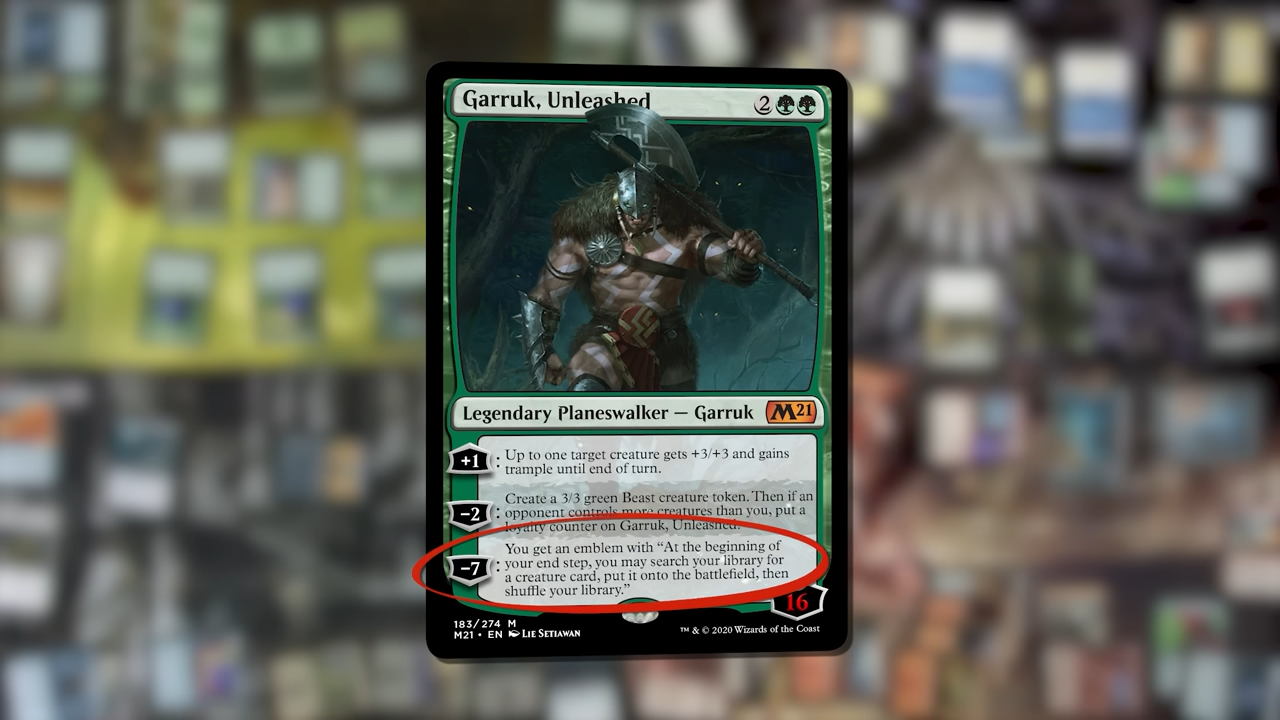 Garruk, Unleashed 2
Legendary Planeswalker — Garruk M21
+1 : Up to one target creature gets +3/+3 and gains
trample until end of turn.
Create a 3/3 green Beast creature token. Then if an
−2 : opponent controls more creatures than you, put a
loyalty counter on Garruk, Unleashed.
You get an emblem with “At the beginning of
−7 : your end step, you may search your library for
a creature card, put it onto the battlefield, then
shuffle your library.”
16
183/274 M
M21 • EN Lie Setiawan
™ & © 2020 Wizards of the Coast